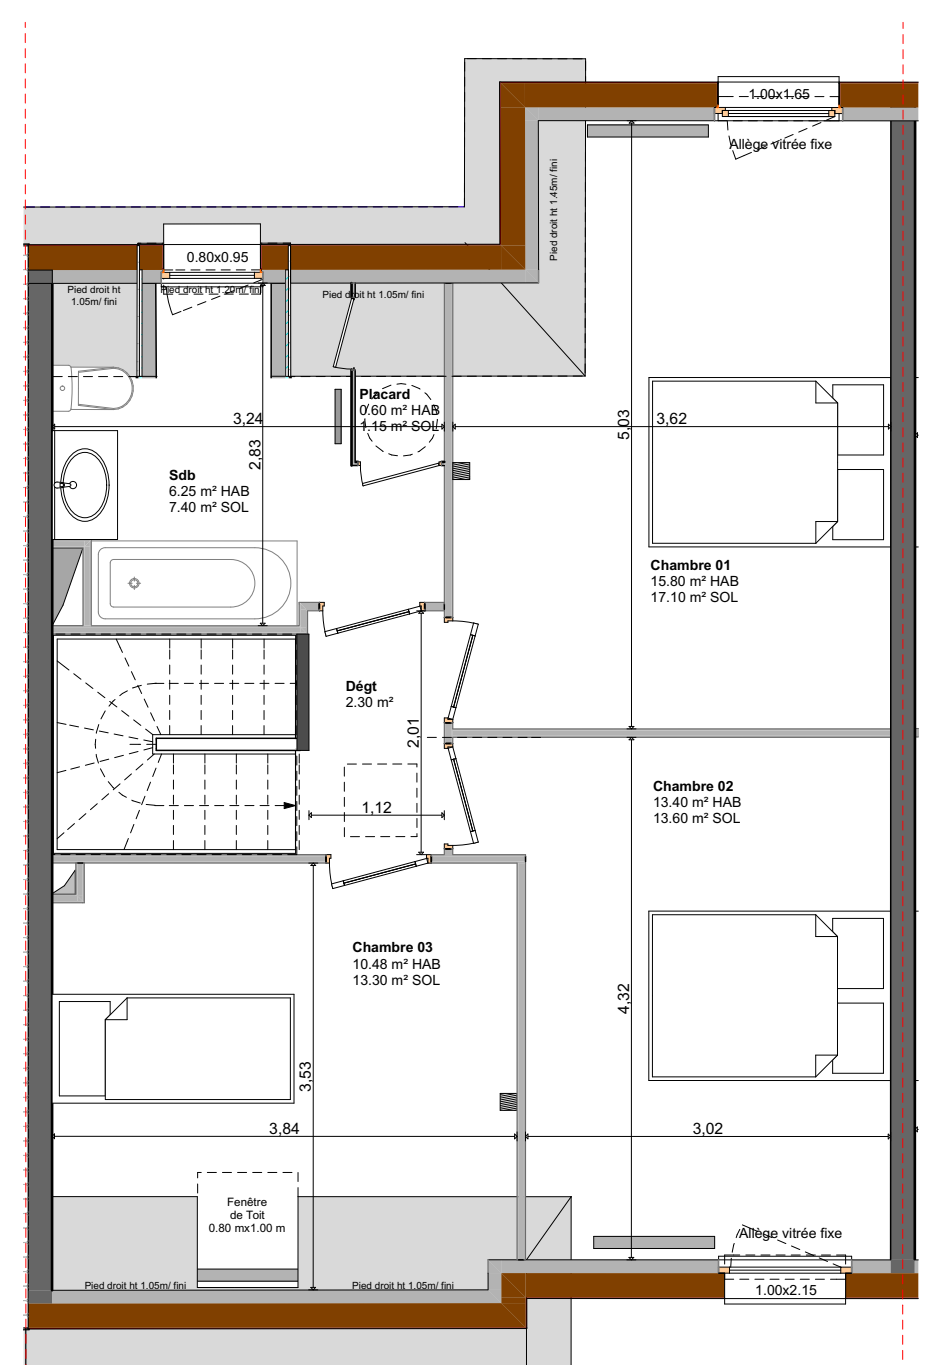 1.00x1.65
Allège vitrée fixe
Pied droit ht 1.45m/ fini
0.80x0.95
Pied droit ht
1.05m/ fini
Pied droit ht 1.20m/ fini
Pied droit ht 1.05m/ fini
Placard
0.60 m² HAB
1.15 m² SOL
3,24
2,83
5,03
3,62
Sdb
6.25 m² HAB
7.40 m² SOL
Chambre 01
15.80 m² HAB
17.10 m² SOL
Dégt
2.30 m²
2,01
1,12
Chambre 02
13.40 m² HAB
13.60 m² SOL
Chambre 03
10.48 m² HAB
13.30 m² SOL
4,32
3,53
3,84
3,02
Fenêtre
de Toit
0.80 mx1.00 m
Allège vitrée fixe
Pied droit ht 1.05m/ fini
Pied droit ht 1.05m/ fini
1.00x2.15